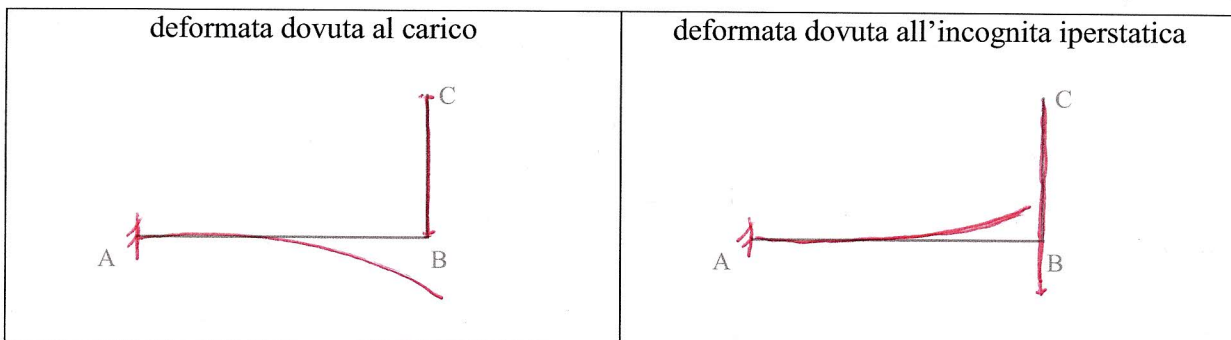 deformata dovuta al carico
deformata dovuta all'incognita iperstatica
C
A
B
C
A
B